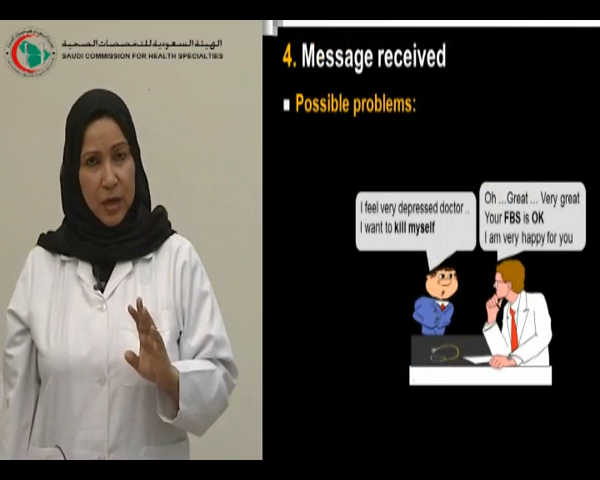 الهيئة السعودية للتخصصات الصحية
SAUDI COMMISSION FOR HEALTH SPECIALTIES
4. Message received
Possible problems:
I feel very depressed doctor ..
I want to kill myself
Oh ...Great ... Very great
Your FBS is OK
I am very happy for you